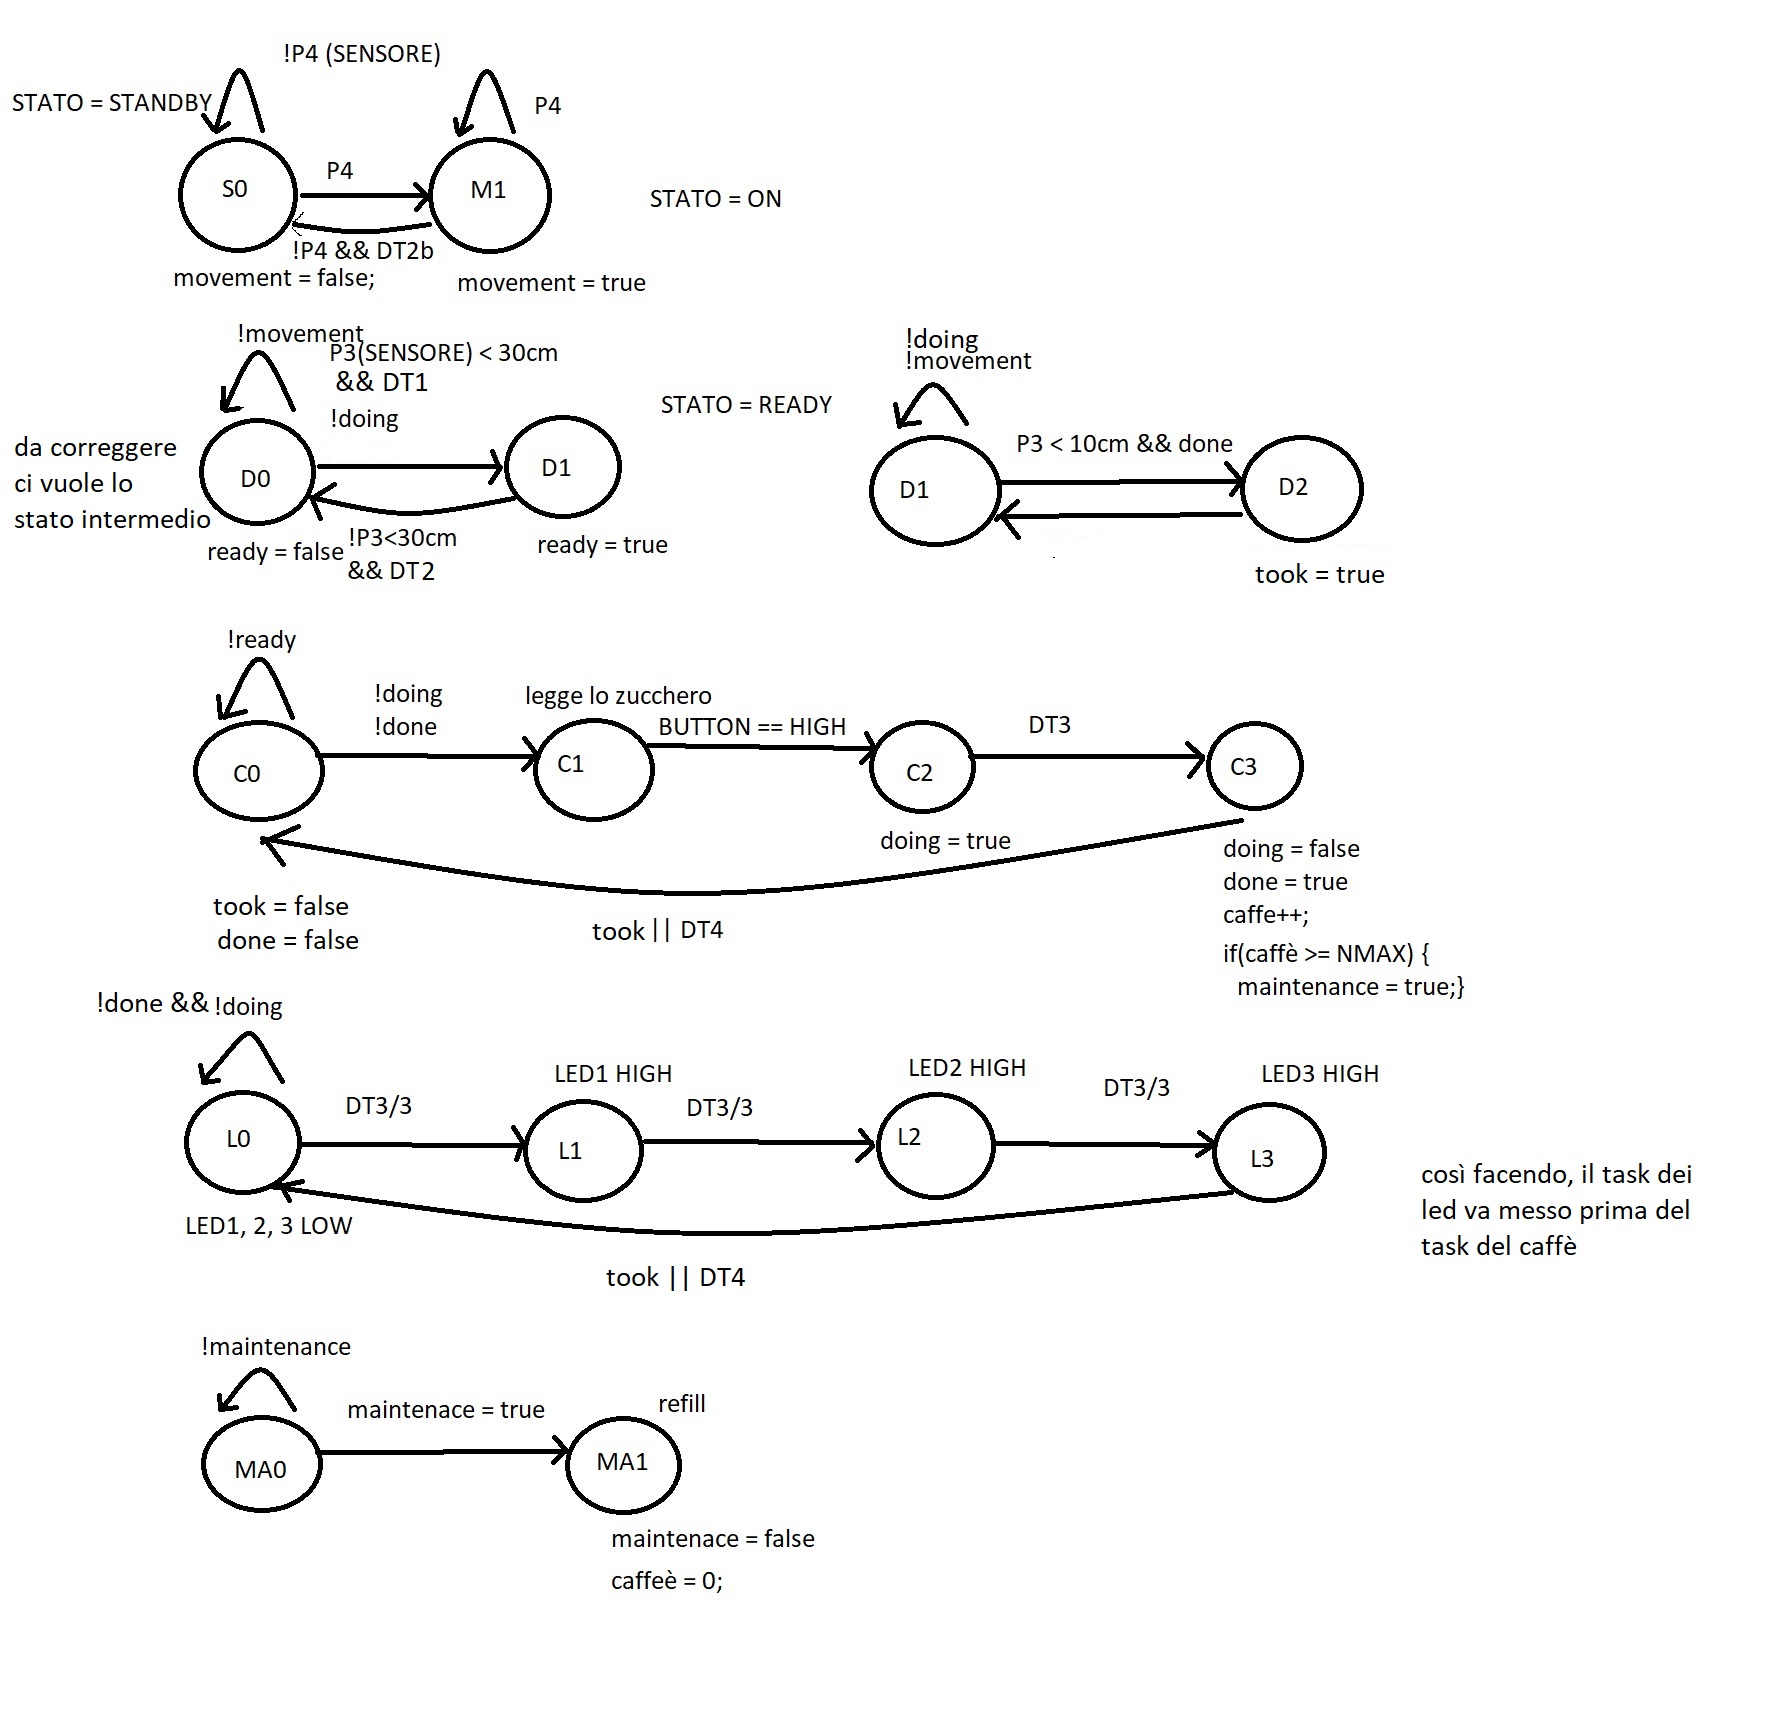 !P4 (SENSORE)
STATO = STANDBY
P4
S0
P4
M1
STATO = ON
!P4 && DT2b
movement = false;
movement = true
!movement
P3(SENSORE) < 30cm
&& DT1
!doing
STATO = READY
!doing
!movement
da correggere
ci vuole lo
stato intermedio
D0
D1
ready = false
!P3<30cm
&& DT2
ready = true
P3 < 10cm && done
D1
D2
took = true
!ready
!doing
!done
legge lo zucchero
BUTTON == HIGH
DT3
C0
C1
C2
C3
doing = true
doing = false
done = true
caffe++;
if(caffè >= NMAX) {
maintenance = true;}
took = false
done = false
took || DT4
!done && !doing
DT3/3
LED1 HIGH
DT3/3
LED2 HIGH
DT3/3
LED3 HIGH
L0
L1
L2
L3
LED1, 2, 3 LOW
took || DT4
così facendo, il task dei
led va messo prima del
task del caffè
!maintenance
maintenace = true
refill
MA0
MA1
maintenace = false
caffeè = 0;